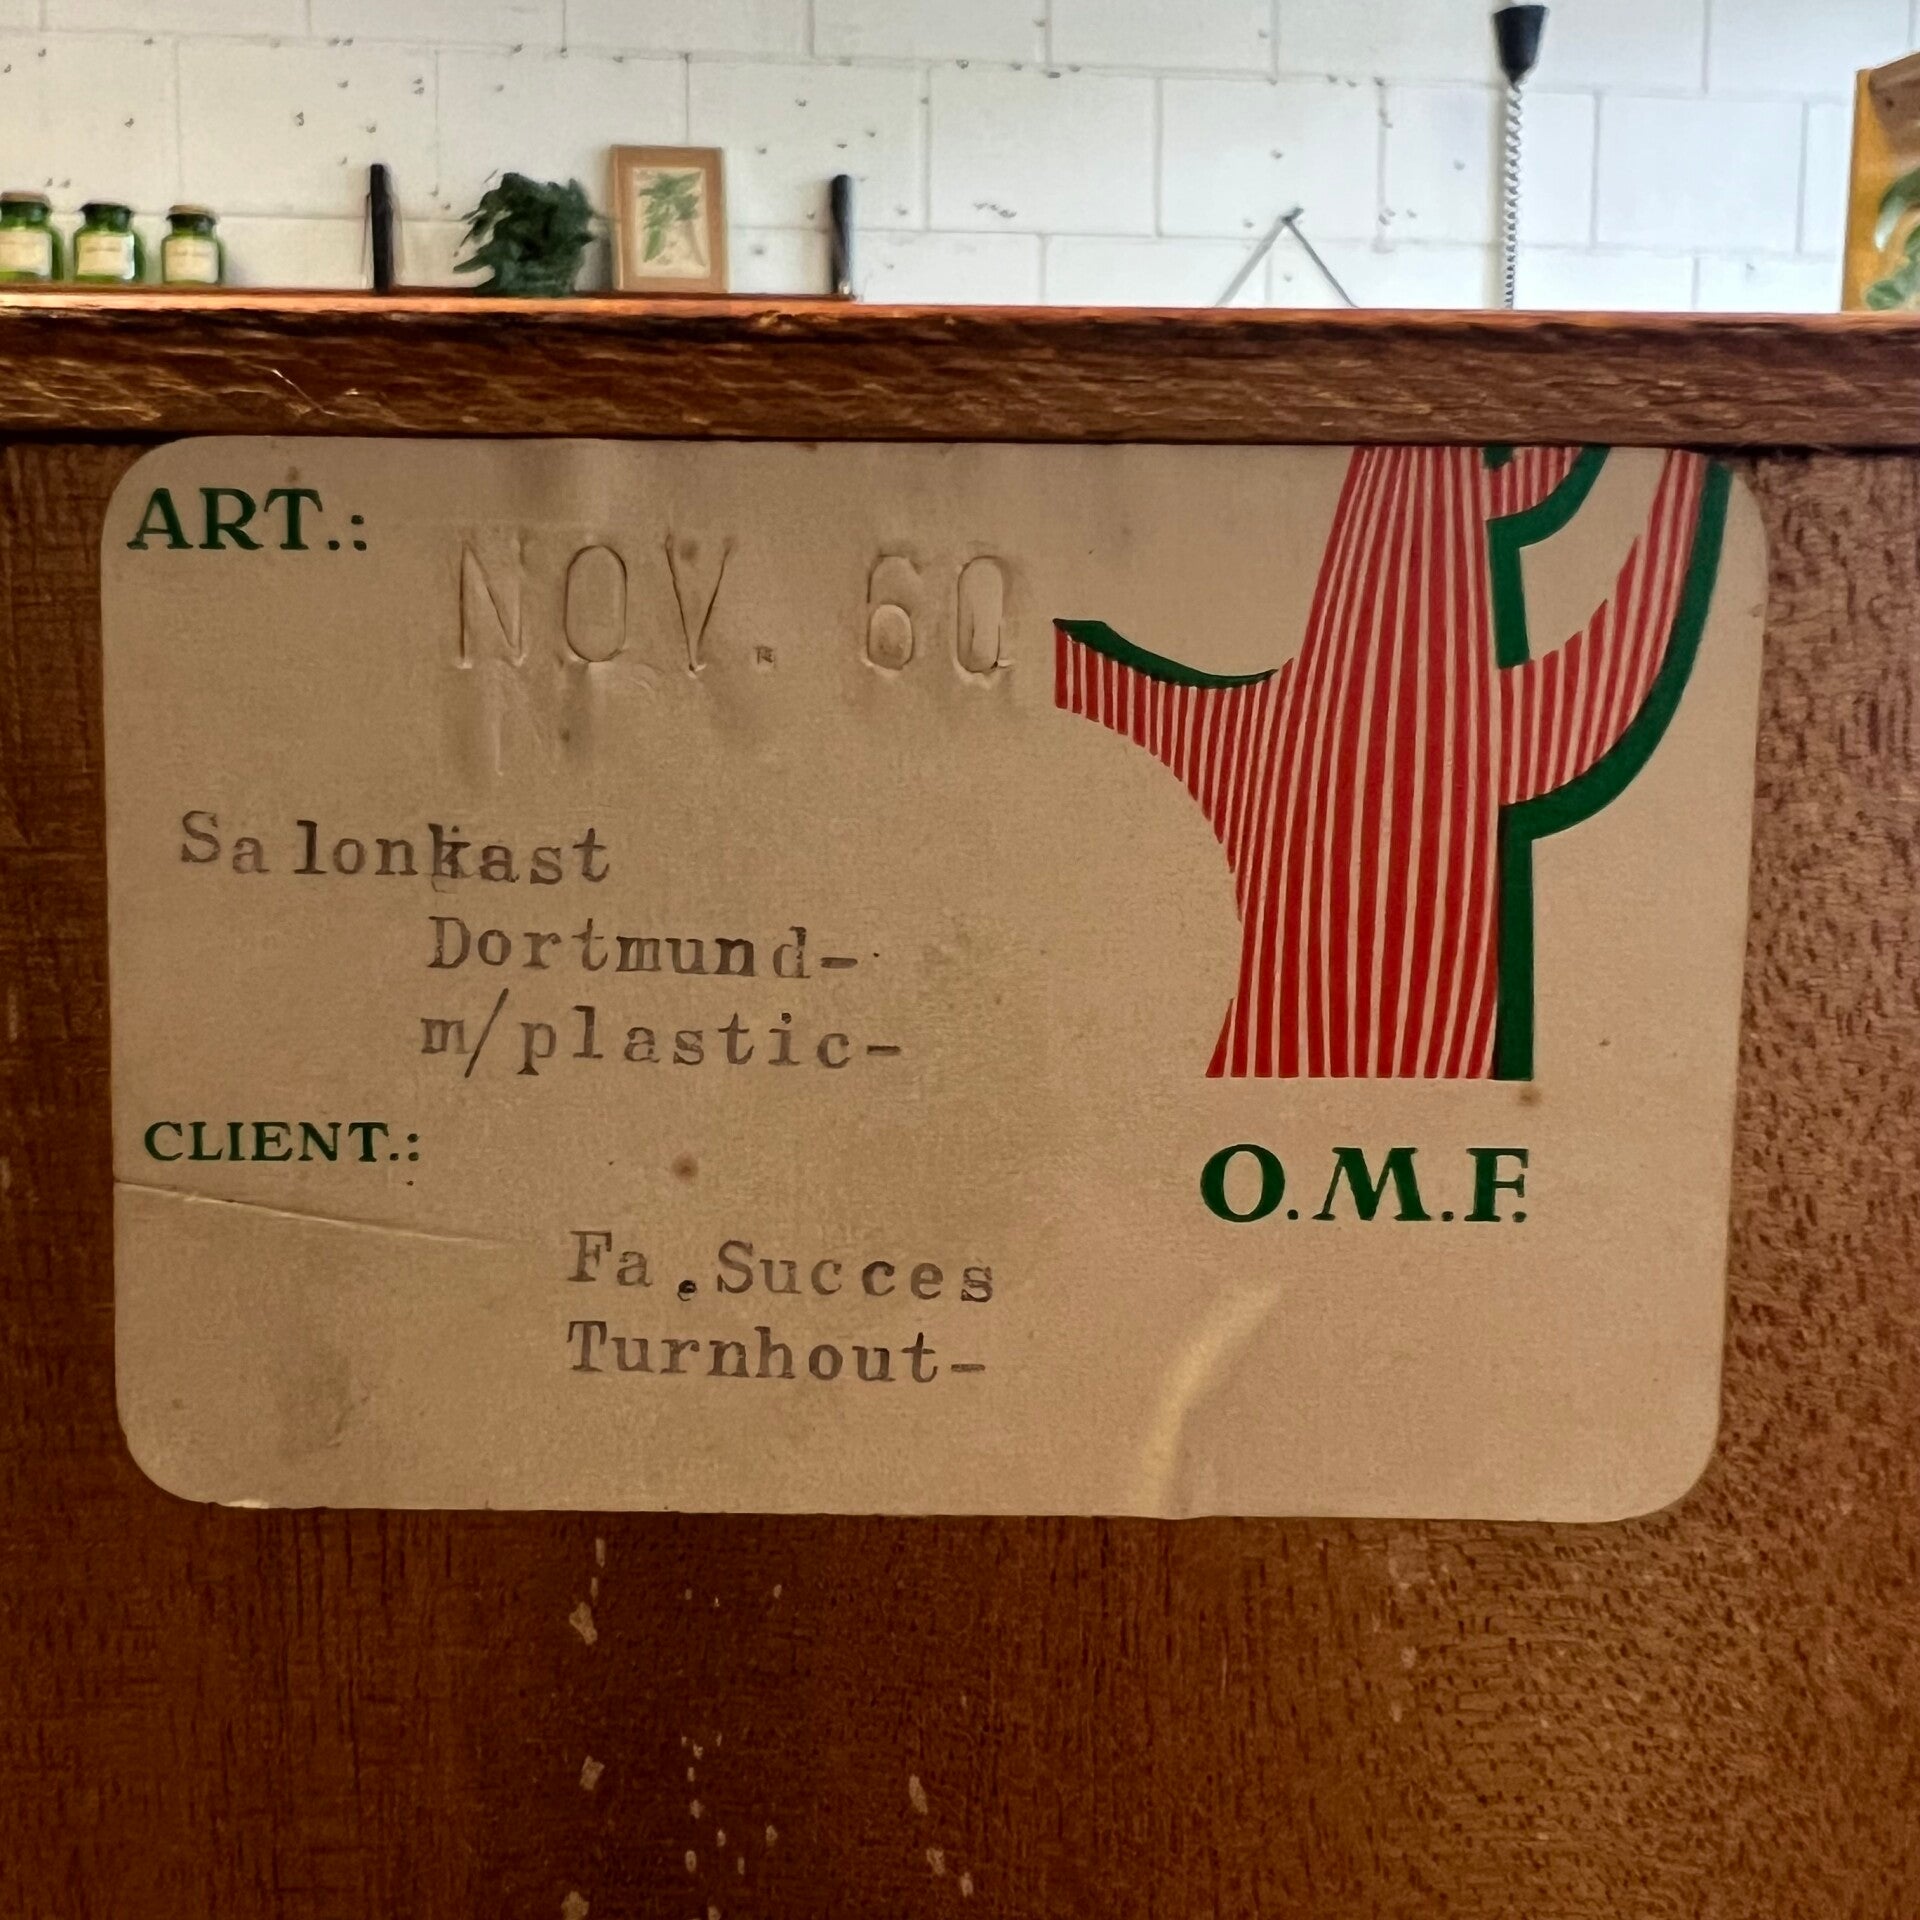 ART.:
NOV. 60
Salonkast
Dortmund-
m/plastic-
CLIENT.:
O.M.F.
Fa.Succes
Turnhout-